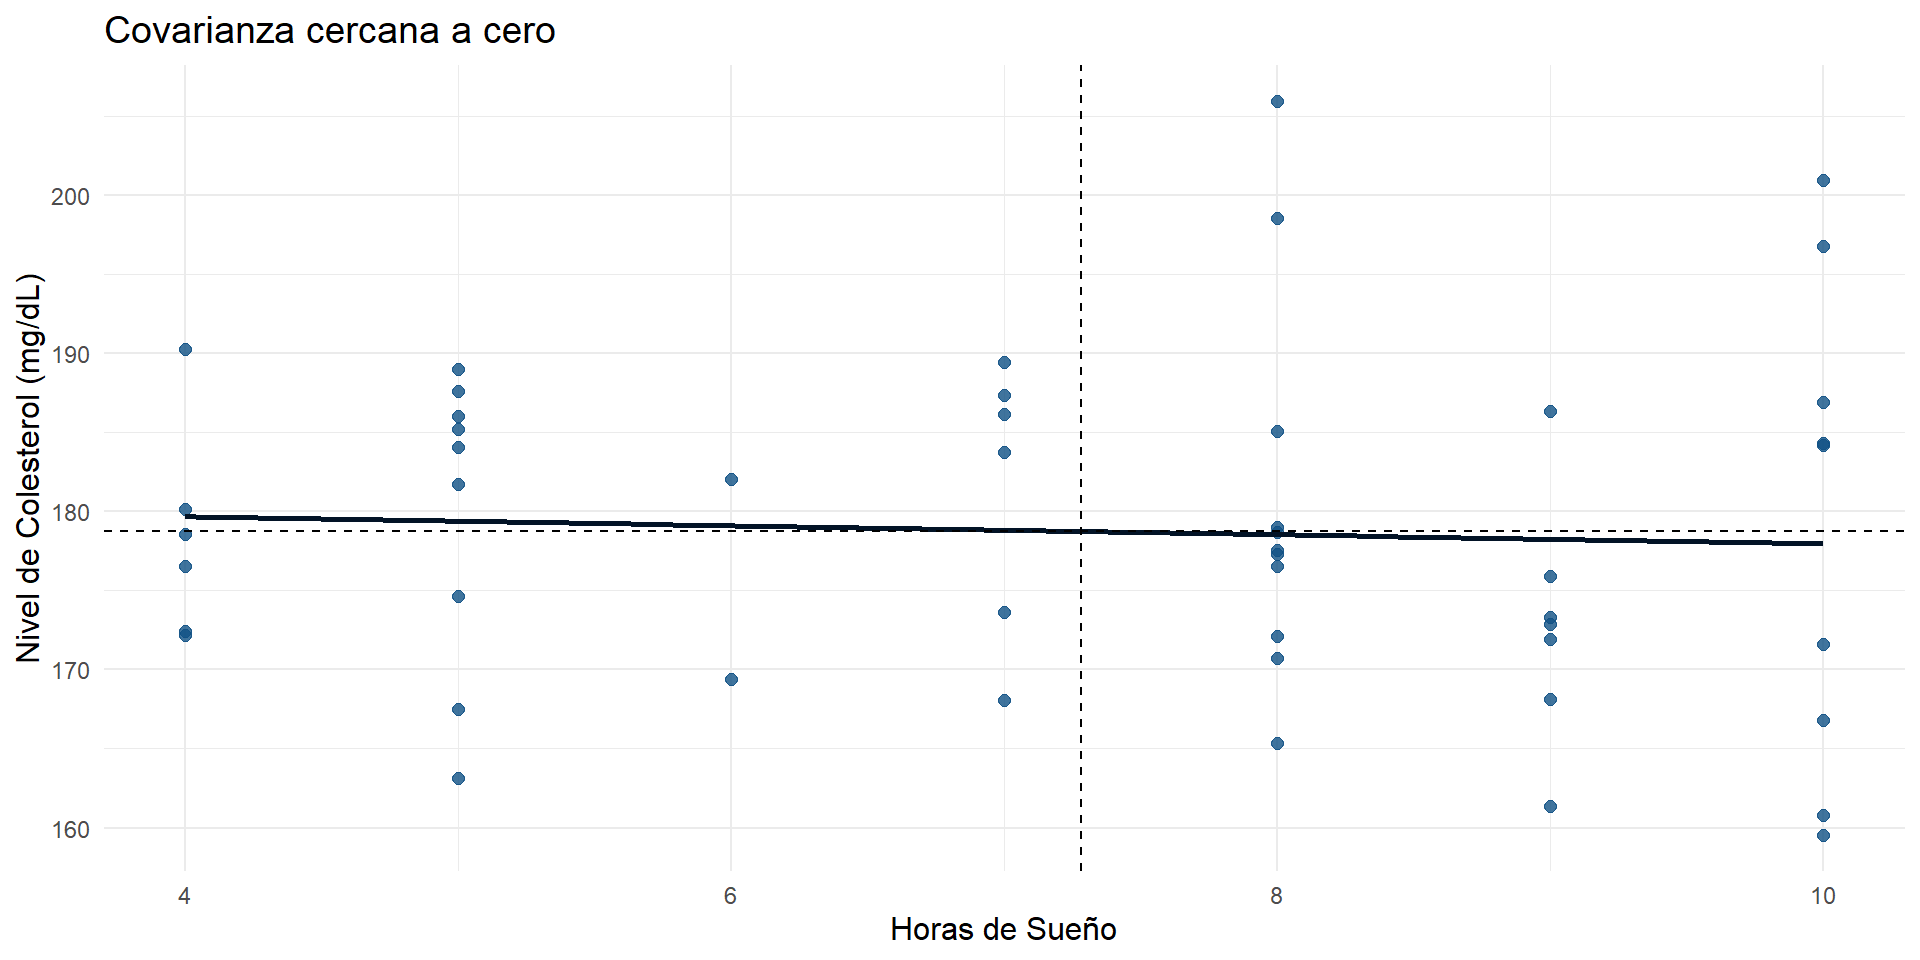 Covarianza cercana a cero
Nivel de Colesterol (mg/dL)
200
190
180
170
160
4 6 8 10
Horas de Sueño